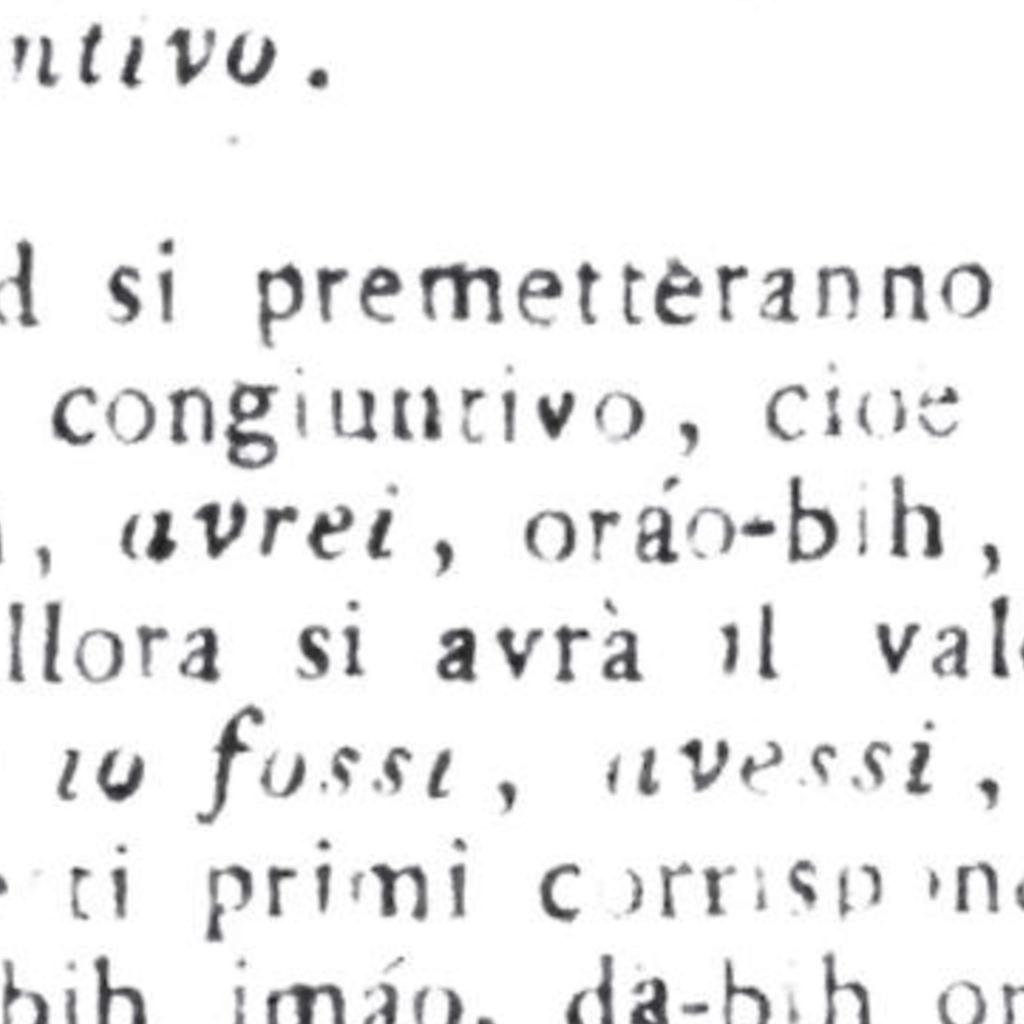 ntivo.
d si premetteranno
congiuntivo, cioè
, avrei, oráo-bih,
llora si avrà il val
io fossi, avessi,
ti primi corrispon
bih imáo, da-bih or